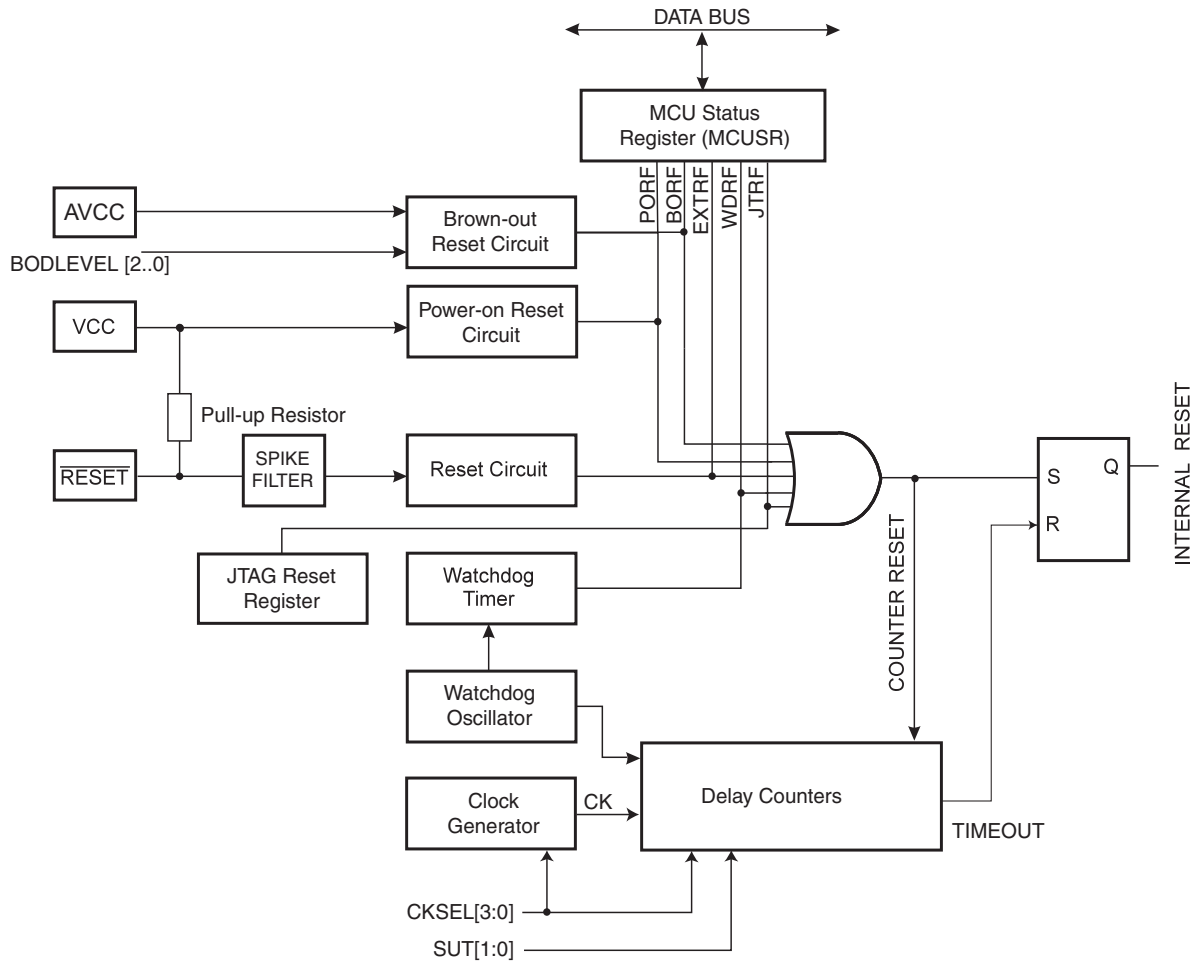 DATA BUS
MCU Status
Register (MCUSR)
PORF
BORF
EXTRF
WDRF
JTRF
AVCC
Brown-out
Reset Circuit
BODLEVEL [2..0]
VCC
Power-on Reset
Circuit
Pull-up Resistor
RESET
SPIKE
FILTER
Reset Circuit
JTAG Reset
Register
Watchdog
Timer
Watchdog
Oscillator
Clock
Generator
CK
Delay Counters
CKSEL[3:0]
SUT[1:0]
COUNTER RESET
TIMEOUT
S
R
Q
INTERNAL RESET